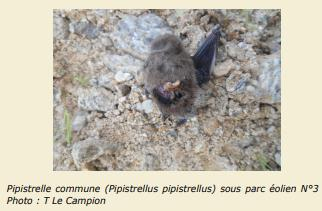 Pipistrelle commune (Pipistrellus pipistrellus) sous parc éolien N°3
Photo : T Le Campion